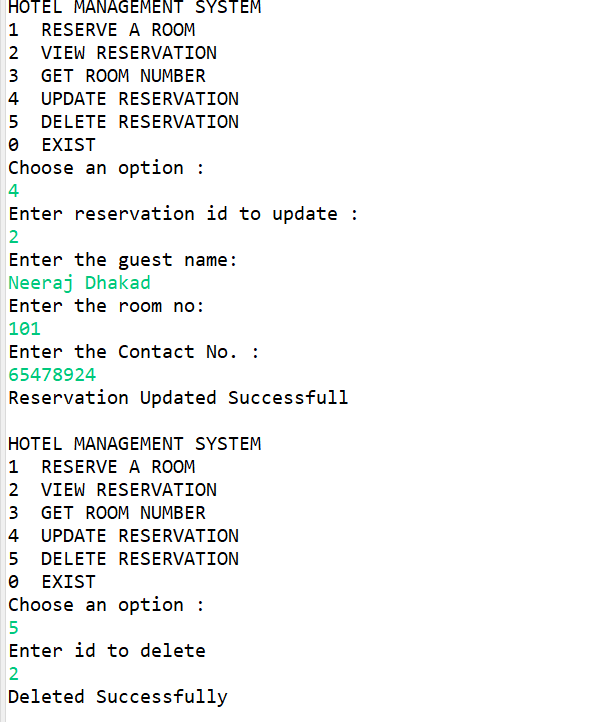 HOTEL MANAGEMENT SYSTEM
1  RESERVE A ROOM
2  VIEW RESERVATION
3  GET ROOM NUMBER
4  UPDATE RESERVATION
5  DELETE RESERVATION
0  EXIST
Choose an option :
4
Enter reservation id to update :
2
Enter the guest name:
Neeraj Dhakad
Enter the room no:
101
Enter the Contact No. :
65478924
Reservation Updated Successfull

HOTEL MANAGEMENT SYSTEM
1  RESERVE A ROOM
2  VIEW RESERVATION
3  GET ROOM NUMBER
4  UPDATE RESERVATION
5  DELETE RESERVATION
0  EXIST
Choose an option :
5
Enter id to delete
2
Deleted Successfully